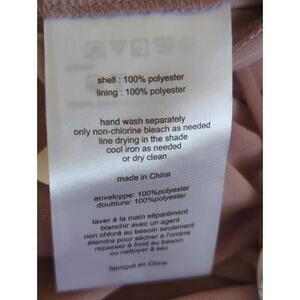 shell : 100% polyester
lining : 100% polyester
hand wash separately
only non-chlorine bleach as needed
line drying in the shade
cool iron as needed
or dry clean
made in China
enveloppe: 100%polyester
doublure: 100%polyester
laver à la main séparément
blanchir avec un agent
non chloré au besoin seulement
étendre pour sécher a l'ombre
repasser à froid au besoin
ou nettoyer à sec
fabriqué en Chine